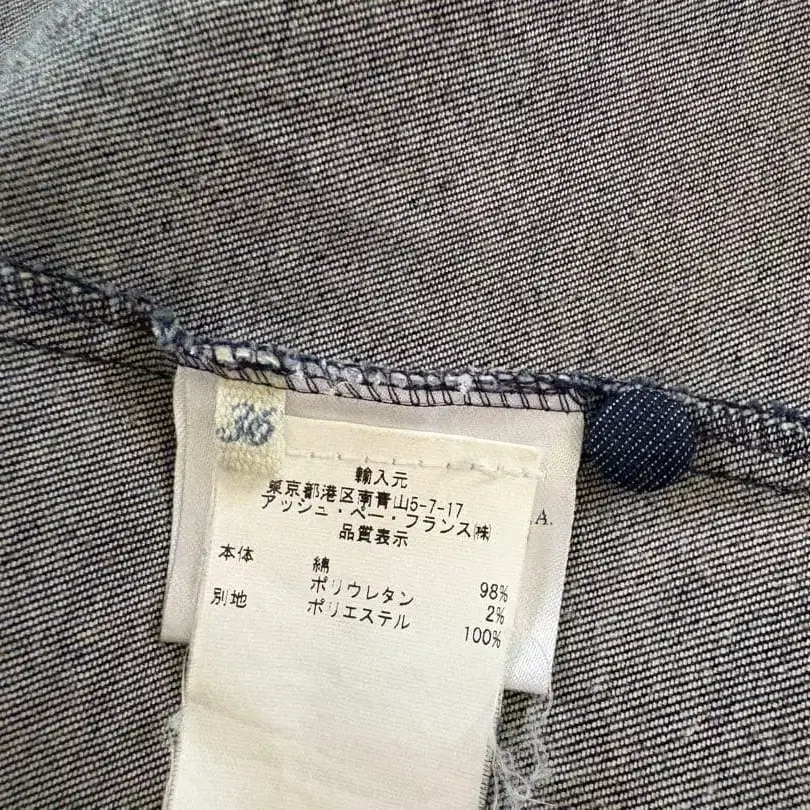 36
輸入元
東京都港区南青山5-7-17
アッシュ・ペー・フランス㈱
品質表示
本体 綿 98%
ポリウレタン 2%
別地 ポリエステル 100%
A.